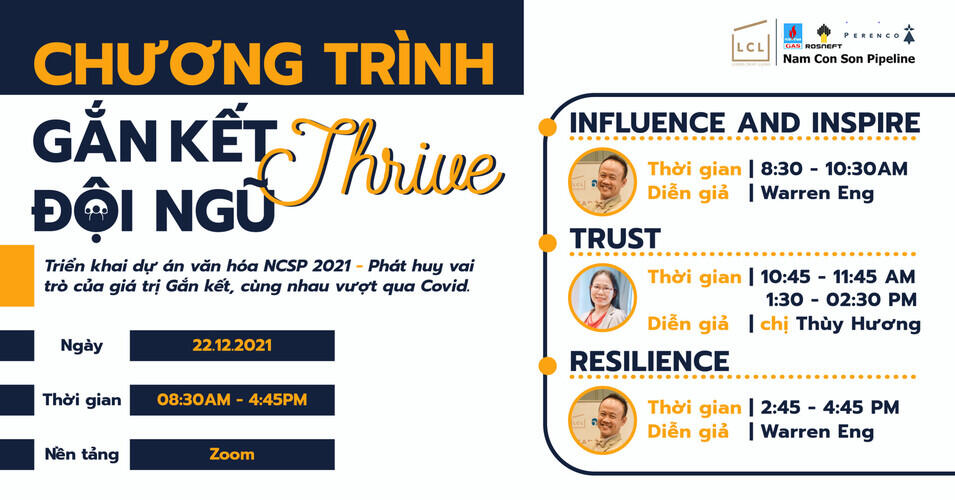 CHƯƠNG TRÌNH
GẮN KẾT
Thrive
ĐỘI NGŨ
Triển khai dự án văn hóa NCSP 2021 - Phát huy vai
trò của giá trị Gắn kết, cùng nhau vượt qua Covid.
Ngày
22.12.2021
Thời gian
08:30AM - 4:45PM
Nền tảng
Zoom
LCL
GAS
ROSNEFT
PERENCO
Nam Con Son Pipeline
INFLUENCE AND INSPIRE
Thời gian | 8:30 - 10:30AM
Diễn giả | Warren Eng
TRUST
Thời gian | 10:45 - 11:45 AM
1:30 - 02:30 PM
Diễn giả | chị Thùy Hương
RESILIENCE
Thời gian | 2:45 - 4:45 PM
Diễn giả | Warren Eng